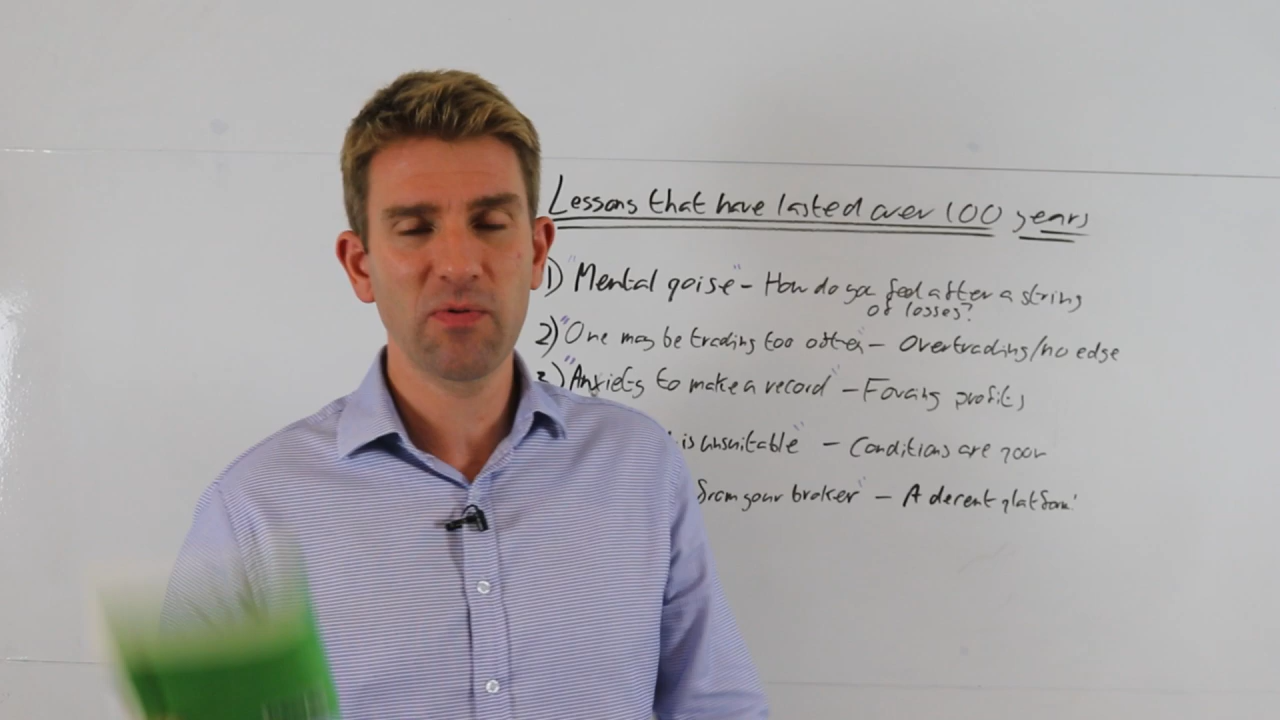 Lessons that have lasted over 100 years
1) "Mental poise" - How do you feel after a string
of losses?
2) "One may be trading too often" - Overtrading/no edge
3) "Anxiety to make a record" - Forcing profits
is unsuitable" - Conditions are poor
from your broker" - A decent platform